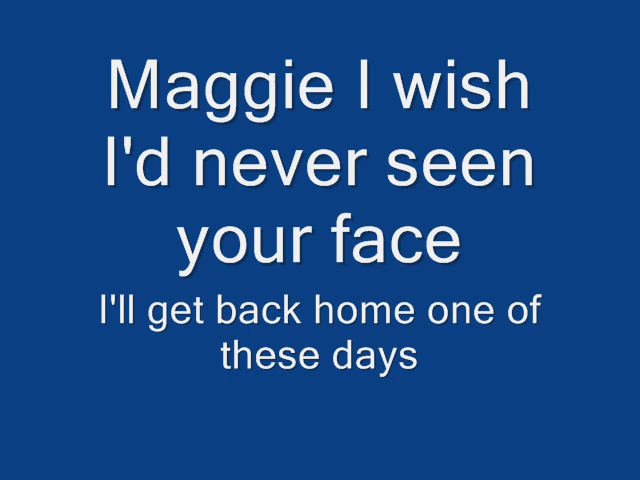 Maggie I wish
I'd never seen
your face
I'll get back home one of
these days